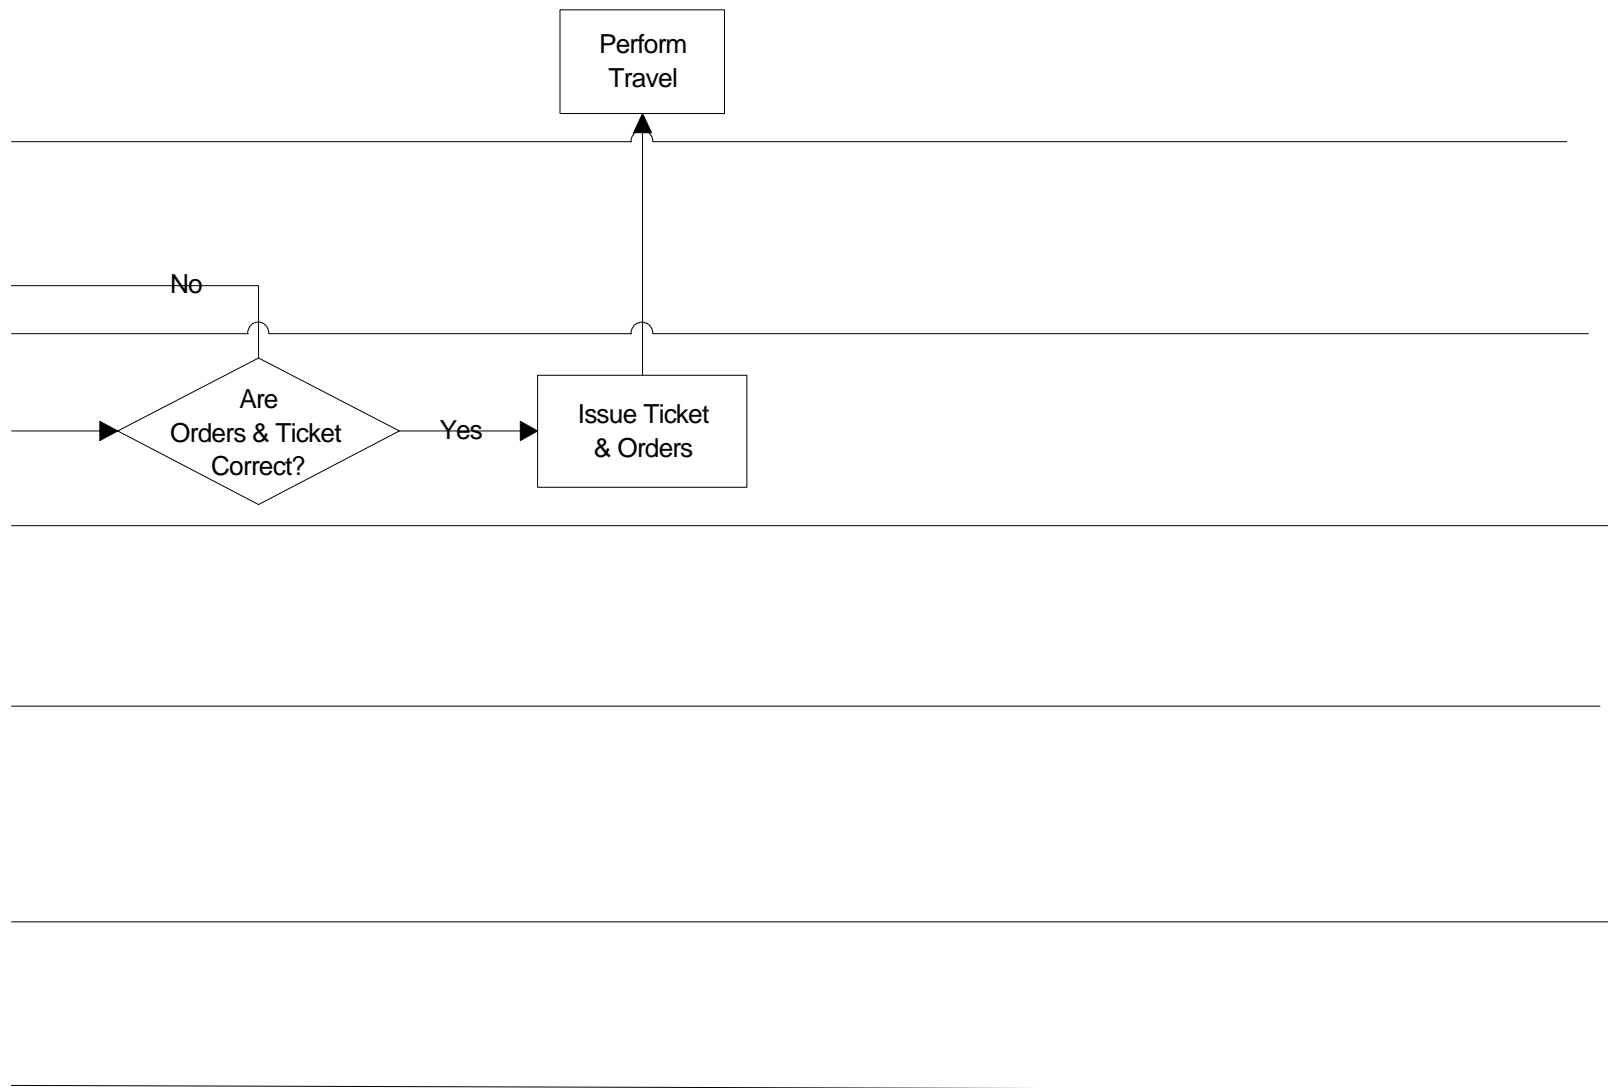 Perform
Travel
No
Are
Orders & Ticket
Correct?
Yes
Issue Ticket
& Orders